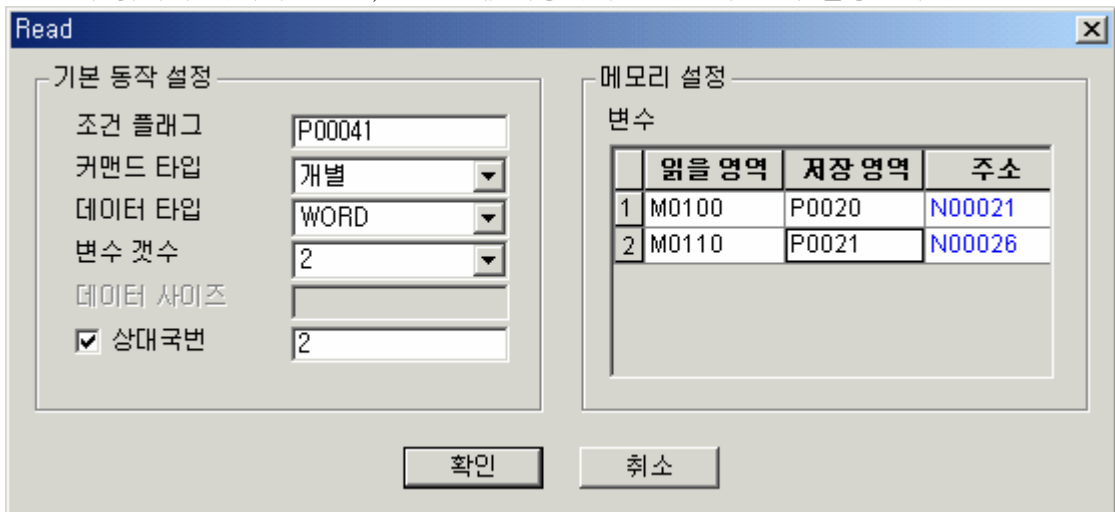 Read
기본 동작 설정
조건 플래그 P00041
커맨드 타입 개별
데이터 타입 WORD
변수 갯수 2
데이터 사이즈
상대국번 2
메모리 설정
변수
읽을 영역 저장 영역 주소
1 M0100 P0020 N00021
2 M0110 P0021 N00026
확인 취소